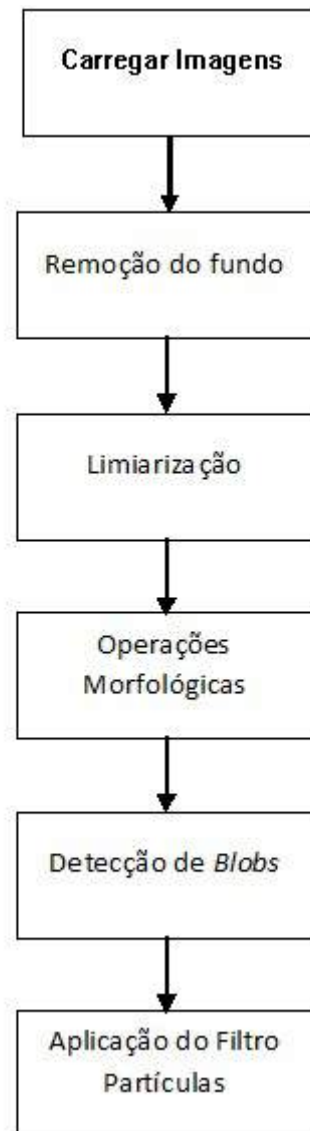 Carregar Imagens
Remoção do fundo
Limiarização
Operações
Morfológicas
Detecção de Blobs
Aplicação do Filtro
Partículas